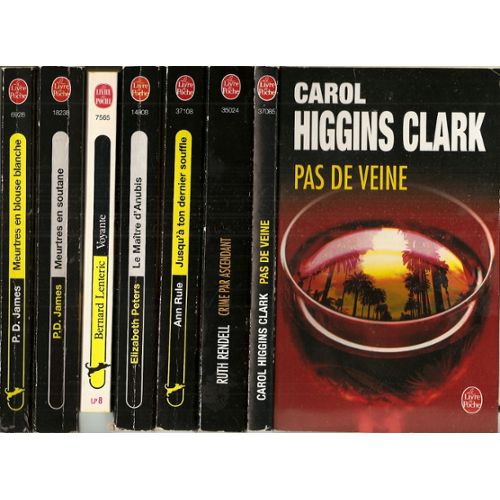 Le Livre de Poche
6928
P.D. James Meurtres en blouse blanche
Le Livre de Poche
18238
P.D. James Meurtres en soutane
LE LIVRE DE POCHE
7565
Bernard Lenteric Voyante
LP 8
Le Livre de Poche
14808
Elizabeth Peters Le Maître d'Anubis
Le Livre de Poche
37108
Ann Rule Jusqu'à ton dernier souffle
Le Livre de Poche
35024
RUTH RENDELL CRIME PAR ASCENDANT
Le Livre de Poche
37085
CAROL HIGGINS CLARK PAS DE VEINE
CAROL
HIGGINS CLARK
PAS DE VEINE
Le Livre de Poche